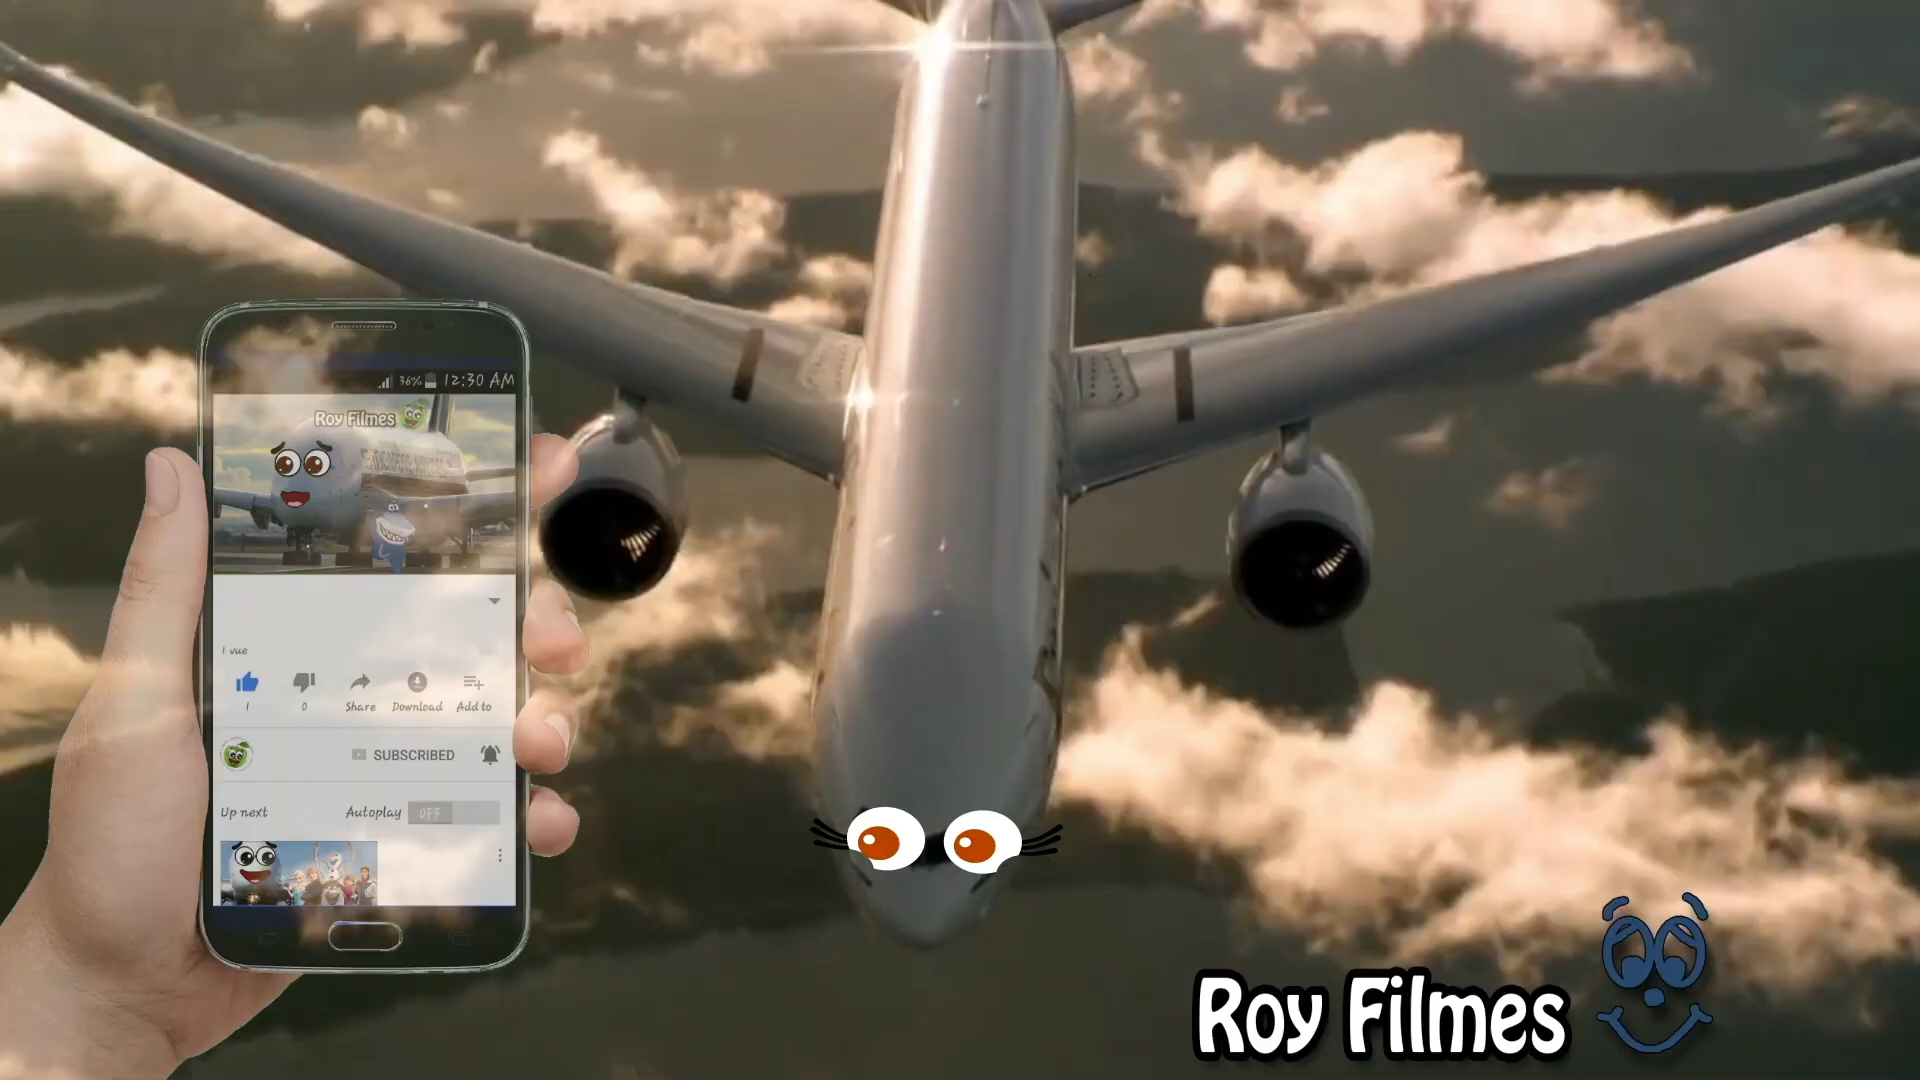 36% 12:30 AM
Roy Filmes
1 vue
1 0 Share Download Add to
SUBSCRIBED
Up next Autoplay OFF
Roy Filmes